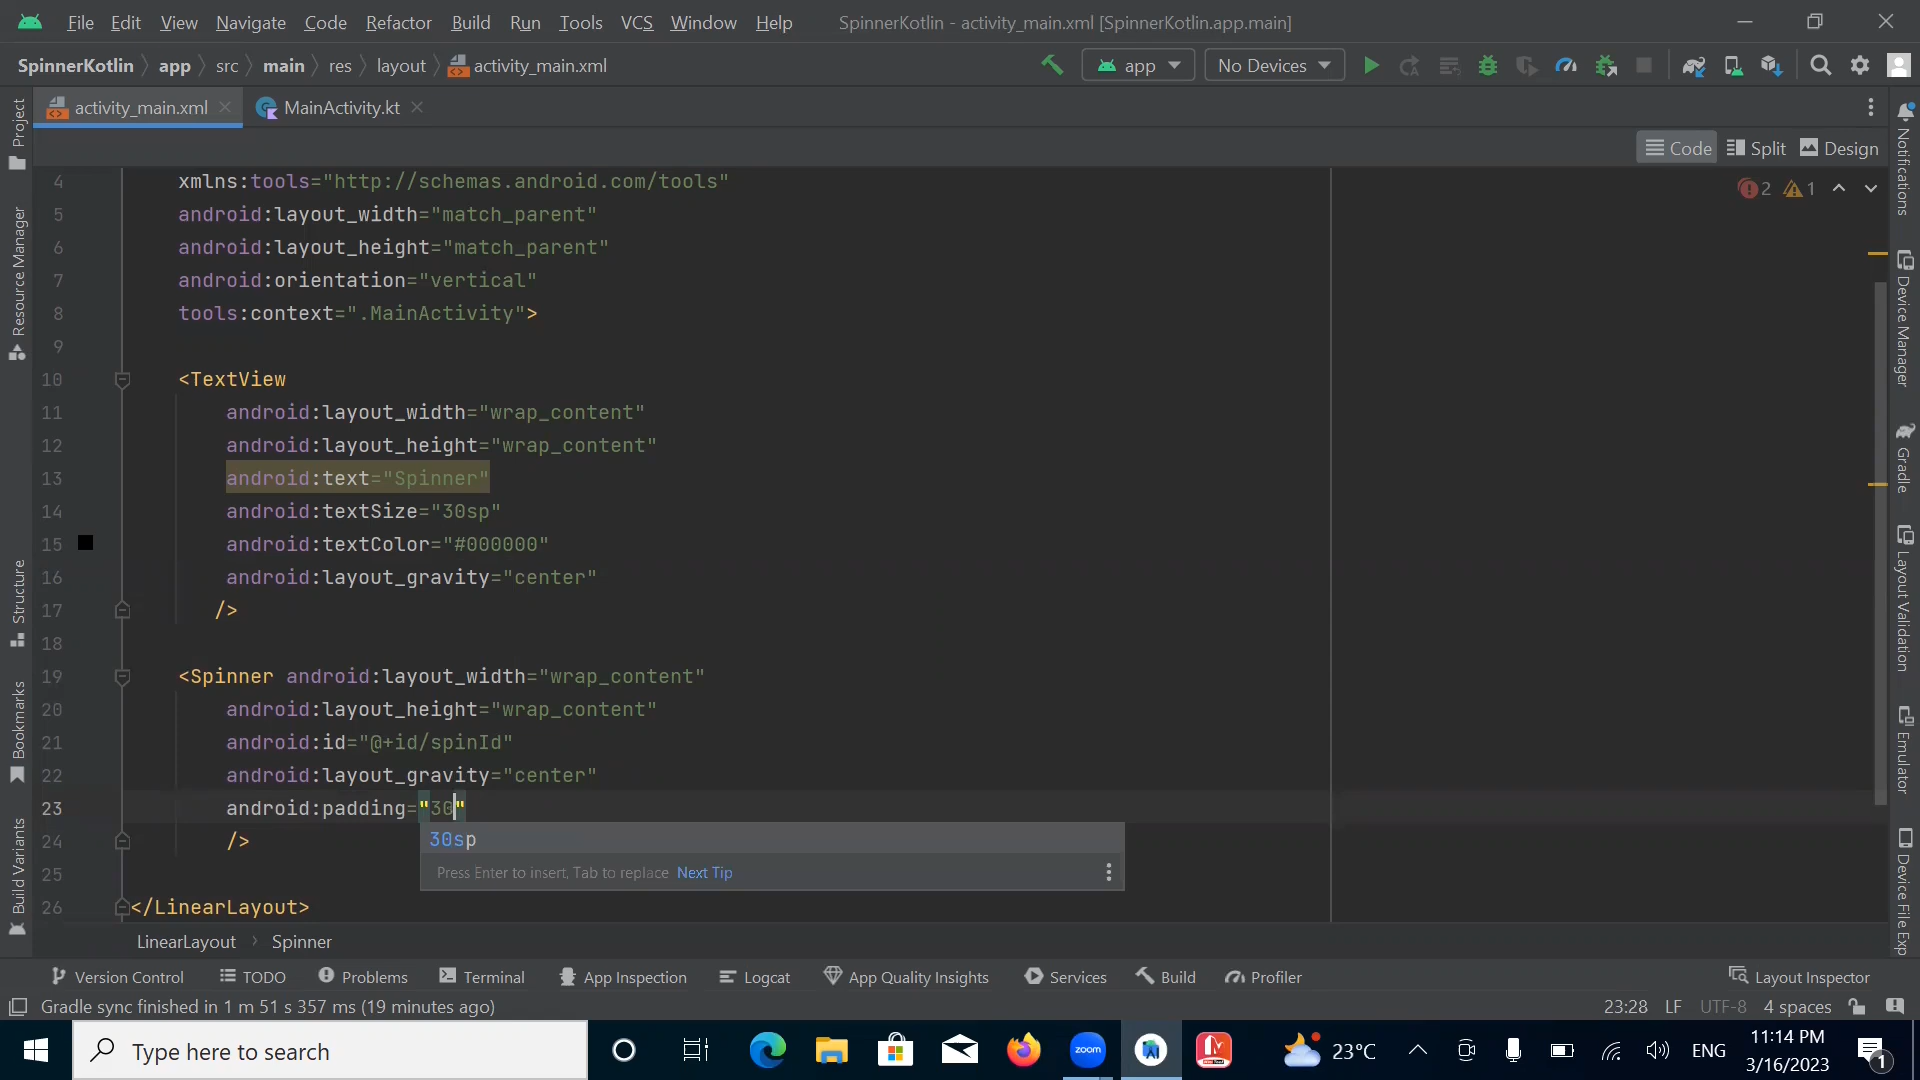 File Edit View Navigate Code Refactor Build Run Tools VCS Window Help SpinnerKotlin - activity_main.xml [SpinnerKotlin.app.main]
SpinnerKotlin app src main res layout activity_main.xml app No Devices
activity_main.xml MainActivity.kt
Code Split Design
4 xmlns:tools="http://schemas.android.com/tools"
2 1
5 android:layout_width="match_parent"
6 android:layout_height="match_parent"
7 android:orientation="vertical"
8 tools:context=".MainActivity">
9
10 <TextView
11 android:layout_width="wrap_content"
12 android:layout_height="wrap_content"
13 android:text="Spinner"
14 android:textSize="30sp"
15 android:textColor="#000000"
16 android:layout_gravity="center"
17 />
18
19 <Spinner android:layout_width="wrap_content"
20 android:layout_height="wrap_content"
21 android:id="@+id/spinId"
22 android:layout_gravity="center"
23 android:padding="30"
24 />
30sp
25
Press Enter to insert, Tab to replace Next Tip
26 </LinearLayout>
LinearLayout Spinner
Project
Resource Manager
Structure
Bookmarks
Build Variants
Notifications
Device Manager
Gradle
Layout Validation
Emulator
Device File Exp
Version Control TODO Problems Terminal App Inspection Logcat App Quality Insights Services Build Profiler Layout Inspector
Gradle sync finished in 1 m 51 s 357 ms (19 minutes ago) 23:28 LF UTF-8 4 spaces
Type here to search zoom 23°C ENG 11:14 PM
3/16/2023 1